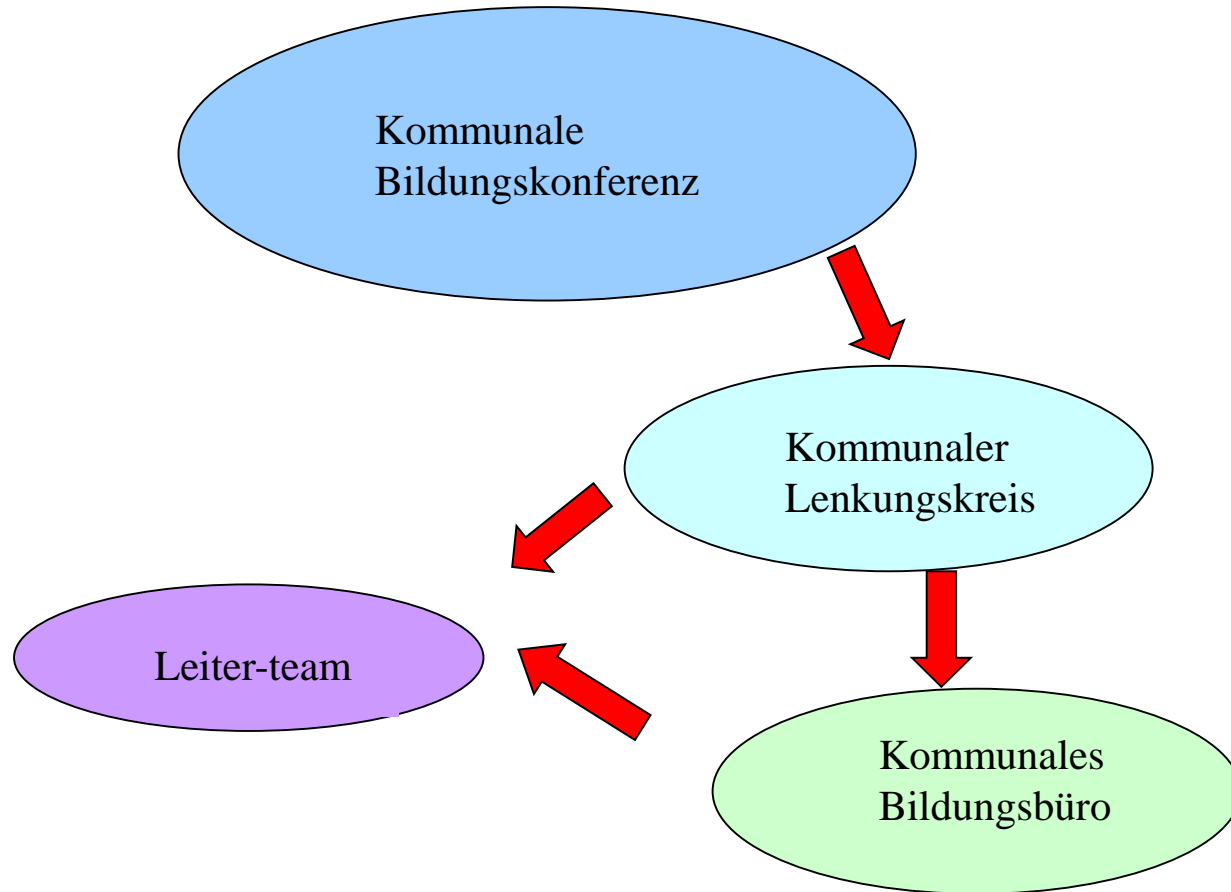 Kommunale
Bildungskonferenz
Kommunaler
Lenkungskreis
Leiter-team
Kommunales
Bildungsbüro